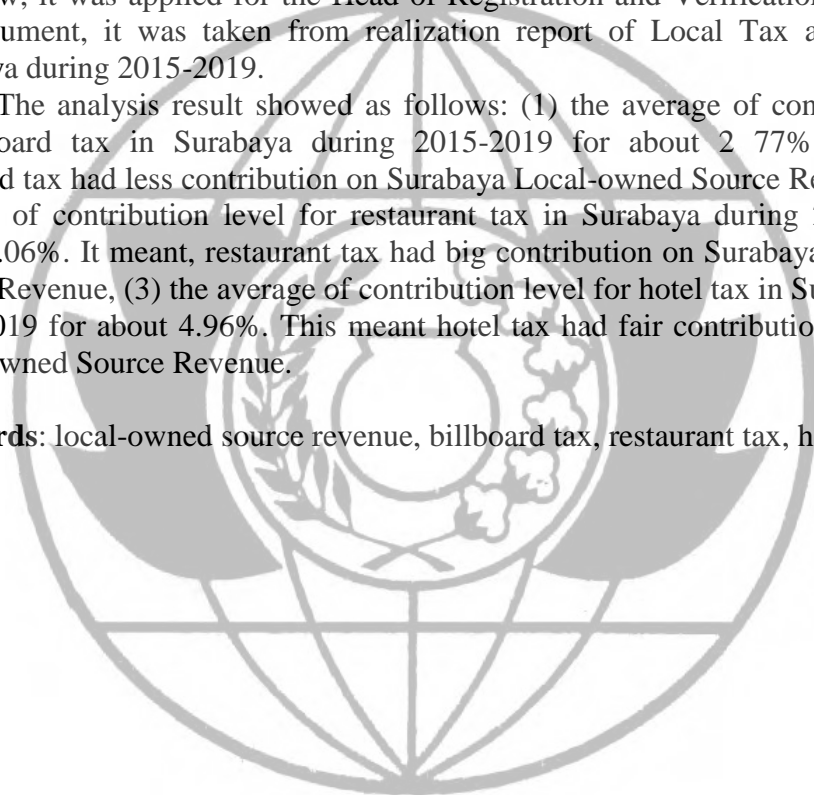 w, it was applied for the Head of Registration and Verification
ument, it was taken from realization report of Local Tax a
ya during 2015-2019.
The analysis result showed as follows: (1) the average of con
oard tax in Surabaya during 2015-2019 for about 2 77%
d tax had less contribution on Surabaya Local-owned Source Re
of contribution level for restaurant tax in Surabaya during
.06%. It meant, restaurant tax had big contribution on Surabaya
Revenue, (3) the average of contribution level for hotel tax in Su
019 for about 4.96%. This meant hotel tax had fair contributio
wned Source Revenue.
rds: local-owned source revenue, billboard tax, restaurant tax, h